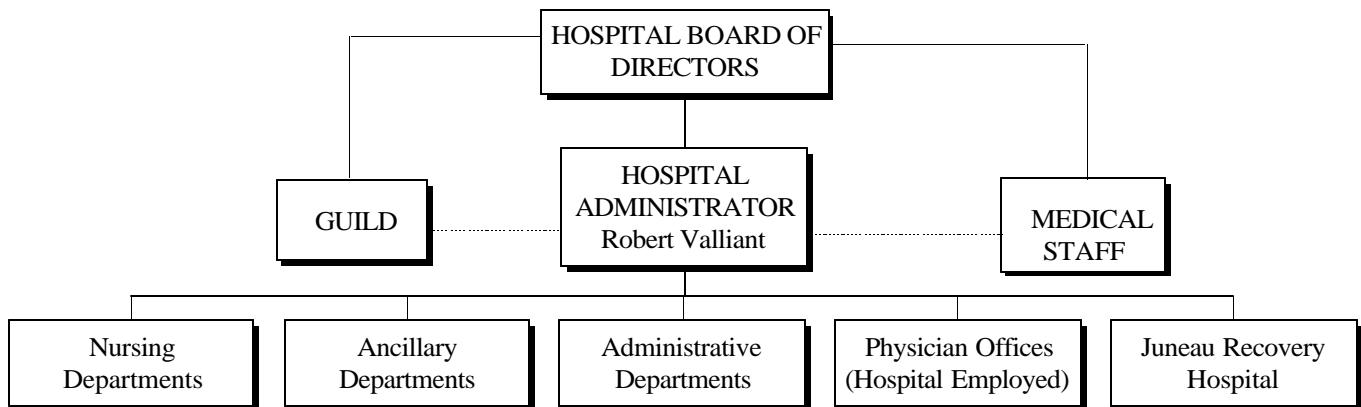 HOSPITAL BOARD OF
DIRECTORS
GUILD
HOSPITAL
ADMINISTRATOR
Robert Valliant
MEDICAL
STAFF
Nursing
Departments
Ancillary
Departments
Administrative
Departments
Physician Offices
(Hospital Employed)
Juneau Recovery
Hospital